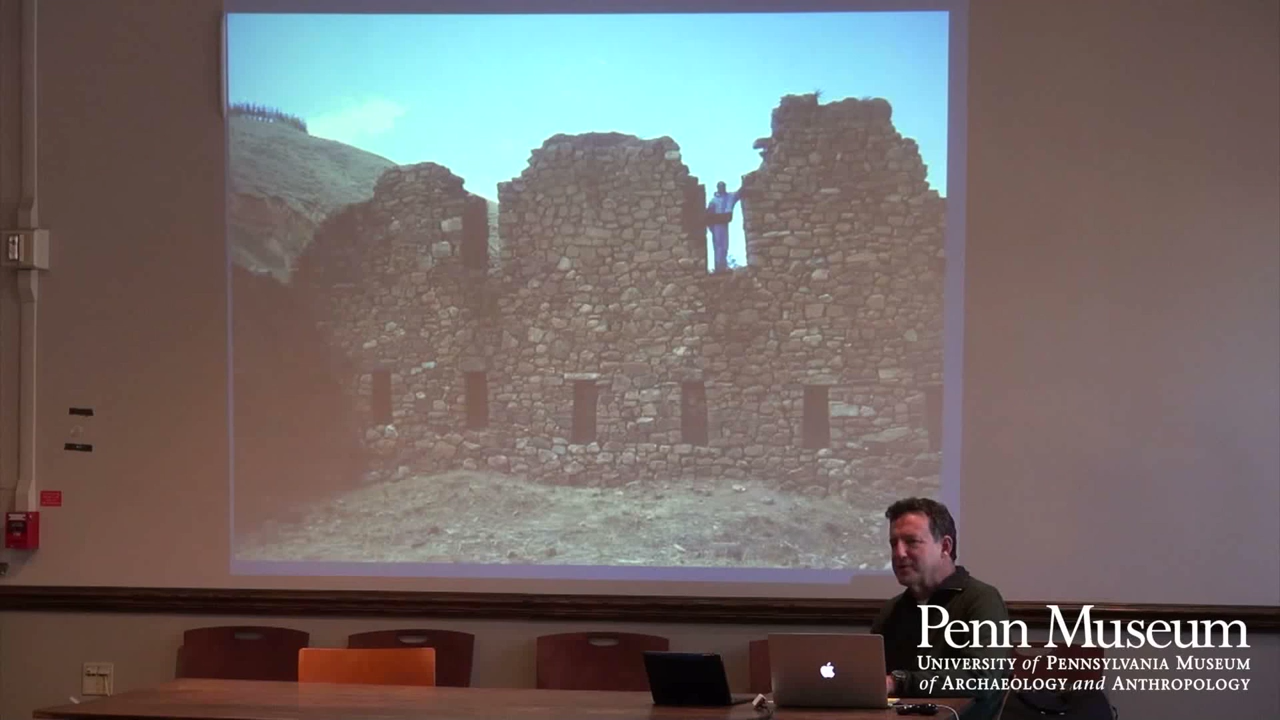 Penn Museum
University of Pennsylvania Museum
of Archaeology and Anthropology